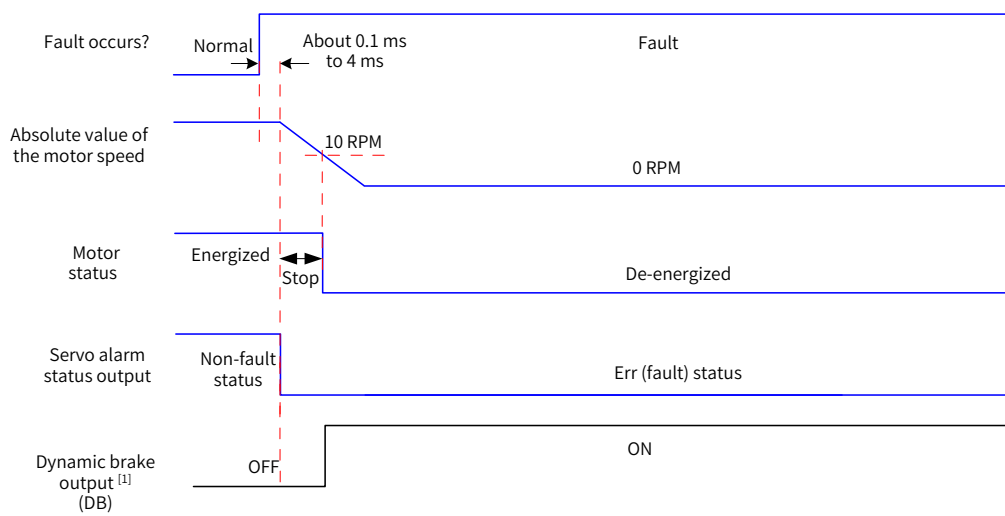 Fault occurs?
Normal
About 0.1 ms
to 4 ms
Fault
Absolute value of
the motor speed
10 RPM
0 RPM
Motor
status
Energized
Stop
De-energized
Servo alarm
status output
Non-fault
status
Err (fault) status
Dynamic brake
output [1]
(DB)
OFF
ON